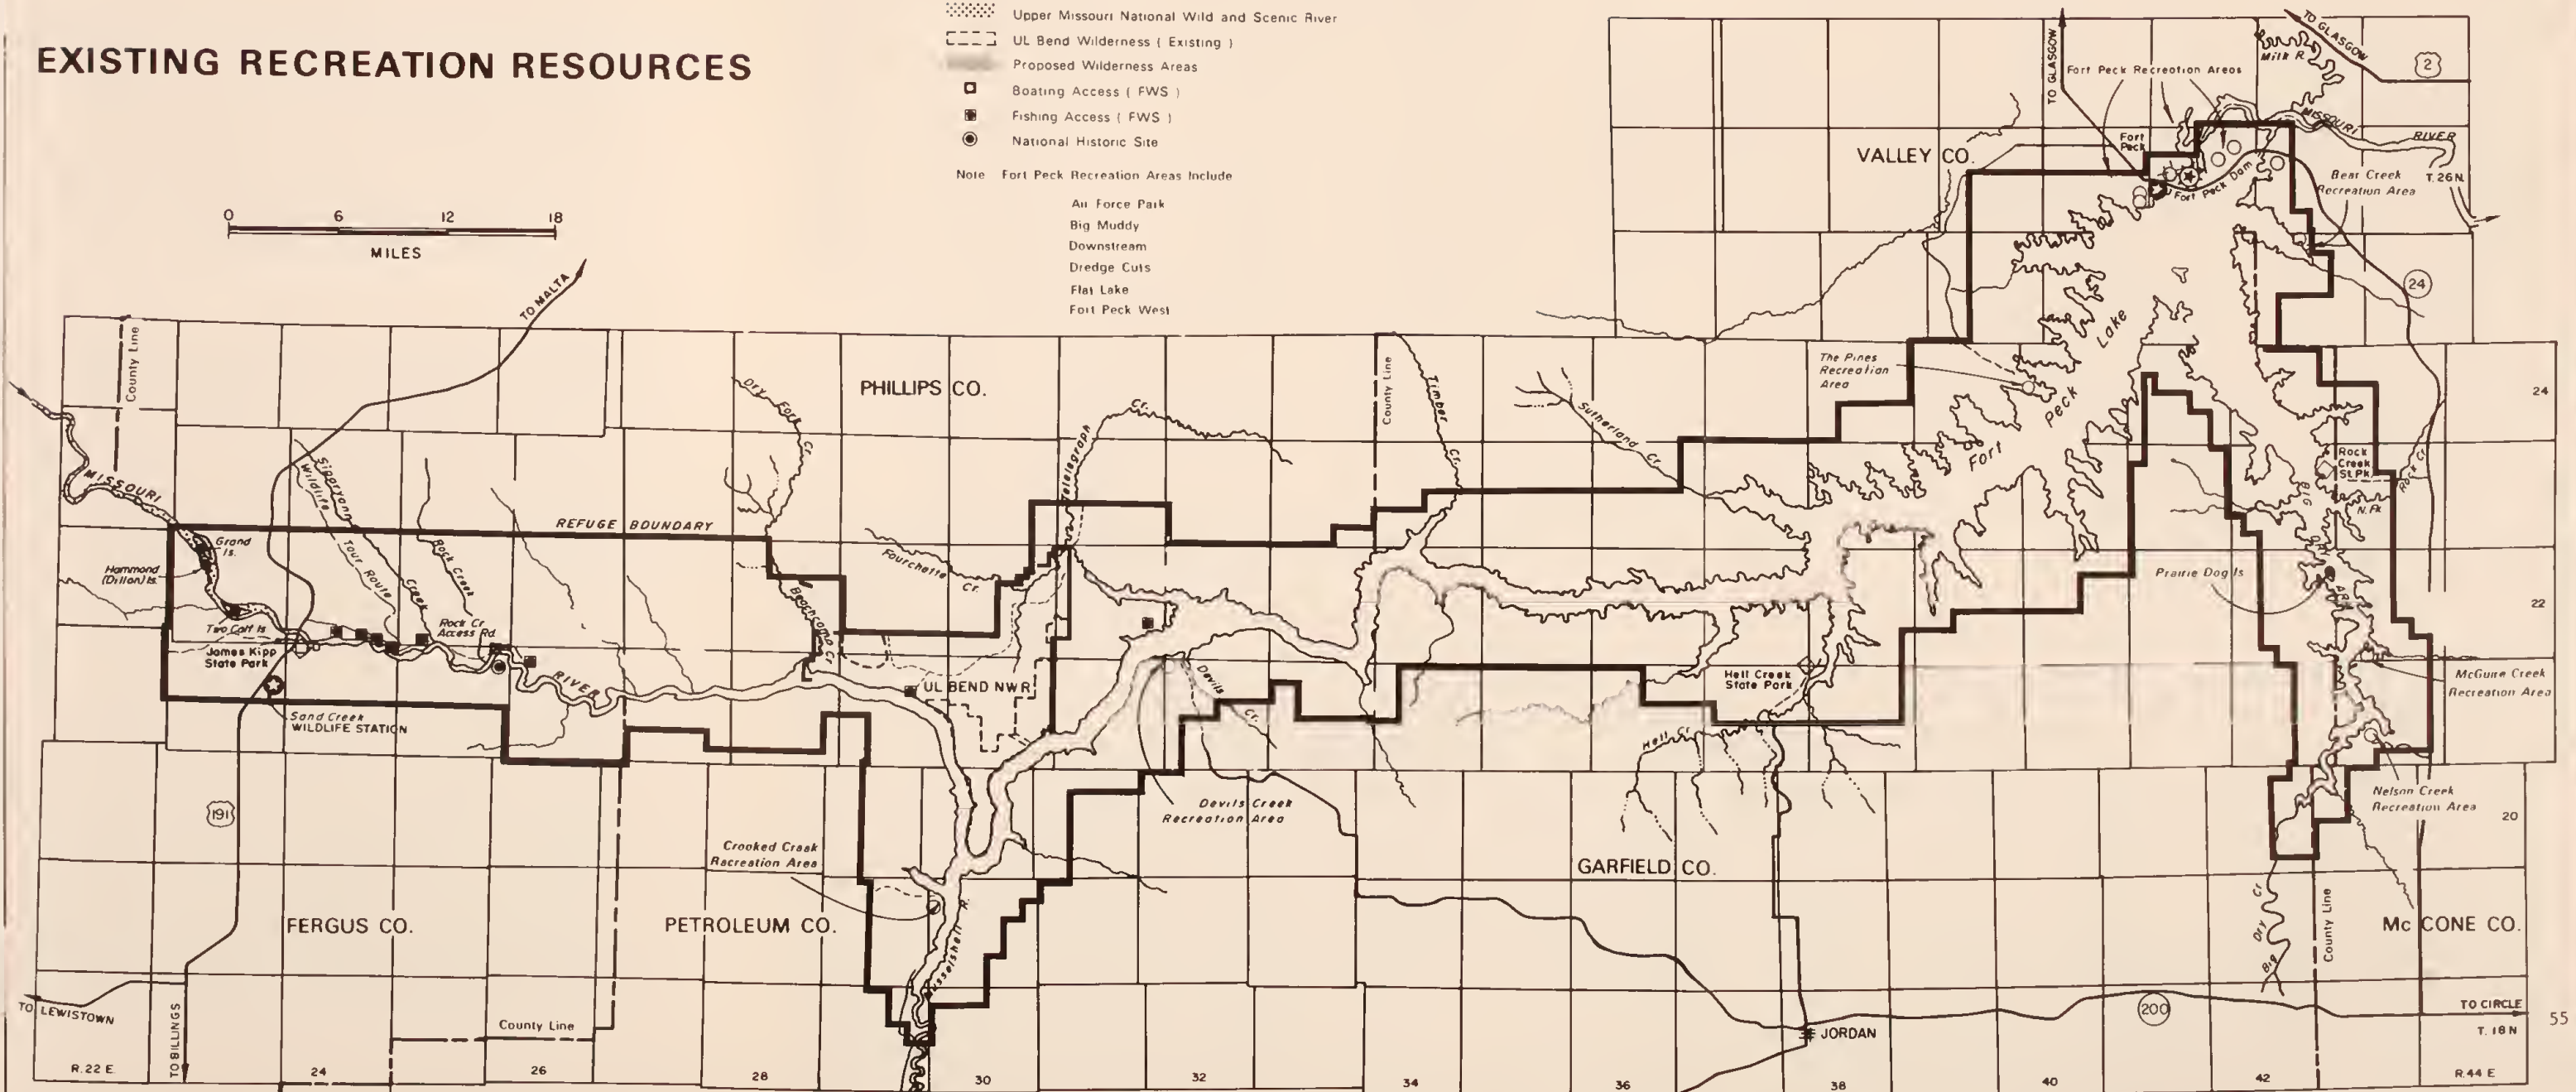 EXISTING RECREATION RESOURCES
Upper Missouri National Wild and Scenic River
UL Bend Wilderness ( Existing )
Proposed Wilderness Areas
Boating Access ( FWS )
Fishing Access ( FWS )
National Historic Site
Note Fort Peck Recreation Areas Include
Air Force Park
Big Muddy
Downstream
Dredge Cuts
Flat Lake
Fort Peck West
0 6 12 18
MILES
TO MALTA
TO GLASGOW
TO GLASGOW
Milk R.
2
Fort Peck Recreation Areas
MISSOURI
RIVER
Fort
Peck
VALLEY CO.
Fort Peck Dam
Bear Creek
Recreation Area
T. 26 N.
24
Lake
Peck
Fort
The Pines
Recreation
Area
County Line
PHILLIPS CO.
Dry Fork
Cr.
Cr.
Telegraph
County Line
Timber
Cr.
Sutherland
Cr.
24
MISSOURI
Siparyann
Creek
Wildlife
Tour Route
Rock Creek
REFUGE BOUNDARY
Rock
Creek
St. Pk.
Rock Cr.
N. Fk
BIG
DRY
ARM
Grand
Is.
Hammond
(Dillon) Is.
Fourchette
Cr.
Beauchamp Cr.
Prairie Dog Is
22
Two Calf Is
James Kipp
State Park
Rock Cr
Access Rd.
RIVER
UL BEND NWR
Devils
Cr.
Hell Creek
State Park
Hell Cr.
McGuire Creek
Recreation Area
Sand Creek
WILDLIFE STATION
191
Devils Creek
Recreation Area
Nelson Creek
Recreation Area
20
Crooked Creek
Recreation Area
GARFIELD CO.
FERGUS CO.
PETROLEUM CO.
Musselshell
R.
Big Dry Cr
County Line
Mc CONE CO.
TO LEWISTOWN
TO BILLINGS
County Line
200
TO CIRCLE
T. 18 N
JORDAN
55
R. 22 E.
24
26
28
30
32
34
36
38
40
42
R. 44 E